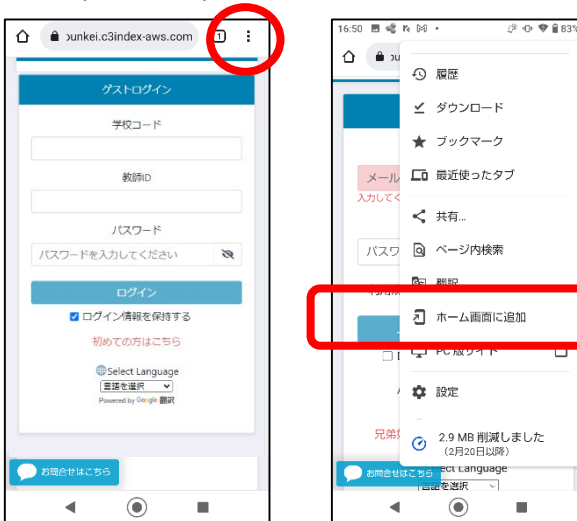 ɔunkei.c3index-aws.com
1
ゲストログイン
学校コード
教師ID
パスワード
パスワードを入力してください
ログイン
ログイン情報を保持する
初めての方はこちら
Select Language
言語を選択
Powered by Google 翻訳
お問合せはこちら
16:50
83%
履歴
ダウンロード
ブックマーク
メール
最近使ったタブ
入力してく
共有...
パスワ
ページ内検索
翻訳
ホーム画面に追加
PC 版サイト
設定
兄弟
2.9 MB 削減しました
(2月20日以降)
お問合せはこちら
ect Language
言語を選択